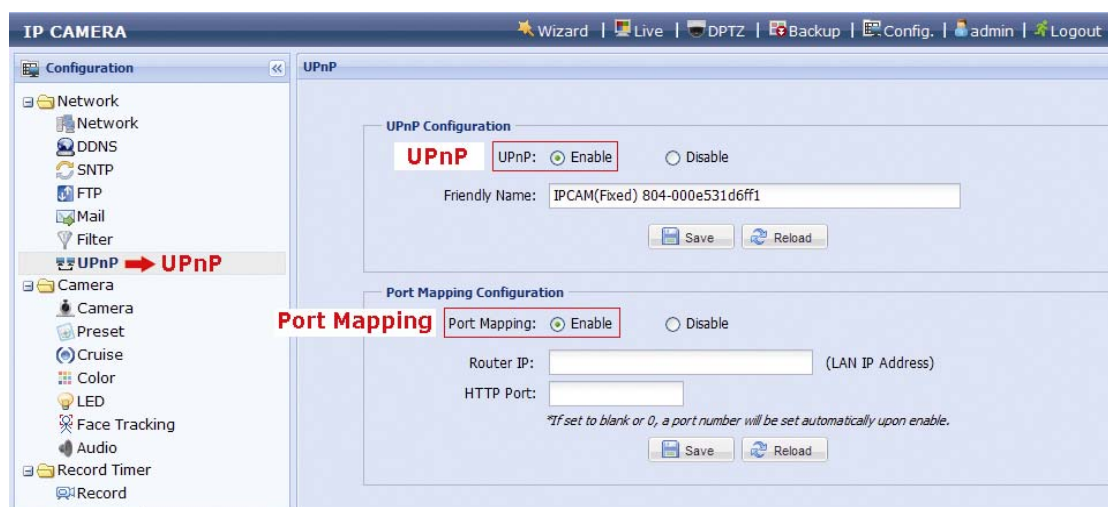 IP CAMERA
Wizard | Live | DPTZ | Backup | Config. | admin | Logout
Configuration
Network
Network
DDNS
SNTP
FTP
Mail
Filter
UPnP UPnP
Camera
Camera
Preset
Cruise
Color
LED
Face Tracking
Audio
Record Timer
Record
UPnP
UPnP Configuration
UPnP UPnP: Enable Disable
Friendly Name: IPCAM(Fixed) 804-000e531d6ff1
Save Reload
Port Mapping Configuration
Port Mapping Port Mapping: Enable Disable
Router IP: (LAN IP Address)
HTTP Port:
*If set to blank or 0, a port number will be set automatically upon enable.
Save Reload